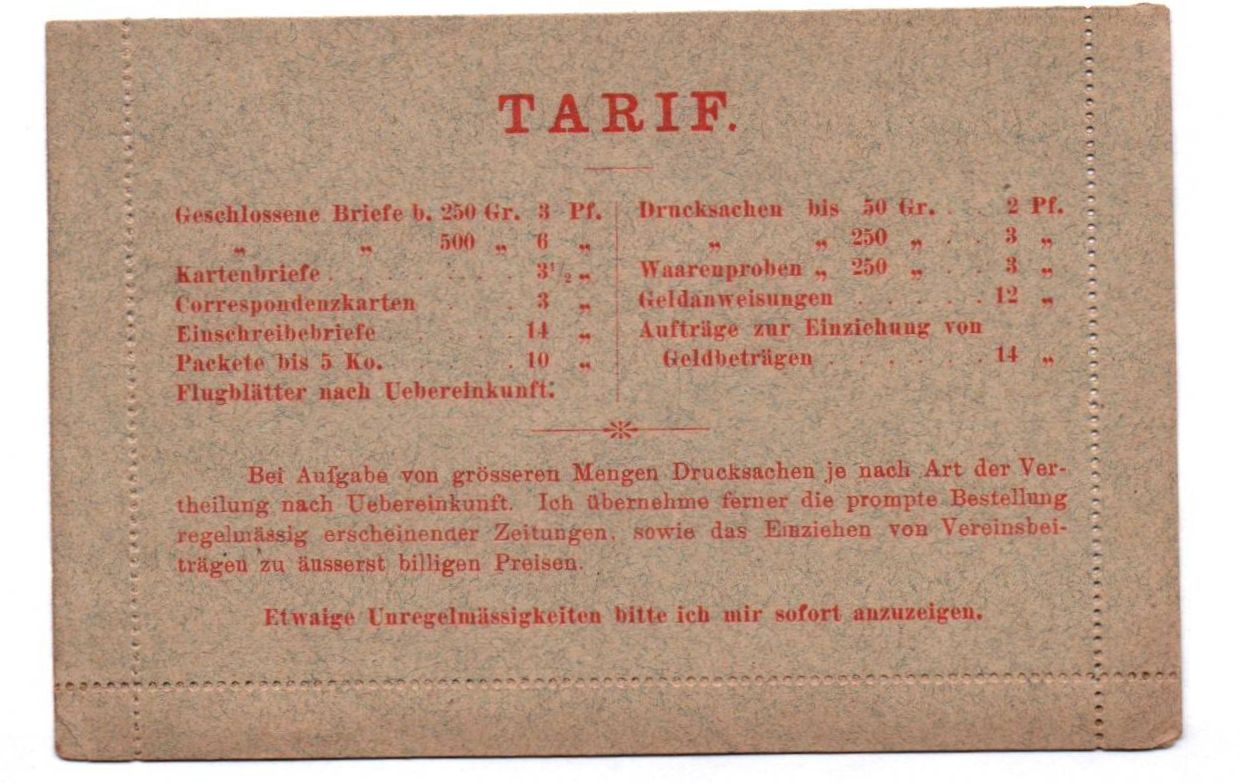 TARIF.
Geschlossene Briefe b. 250 Gr. 3 Pf.
„ „ 500 „ 6 „
Kartenbriefe . . . . . . . 3½ „
Correspondenzkarten . . . 3 „
Einschreibebriefe . . . . 14 „
Packete bis 5 Ko. . . . . 10 „
Flugblätter nach Uebereinkunft.
Drucksachen bis 50 Gr. . . 2 Pf.
„ „ 250 „ . . 3 „
Waarenproben „ 250 „ . . 3 „
Geldanweisungen . . . . . 12 „
Aufträge zur Einziehung von
Geldbeträgen . . . . . . 14 „
Bei Aufgabe von grösseren Mengen Drucksachen je nach Art der Ver-
theilung nach Uebereinkunft. Ich übernehme ferner die prompte Bestellung
regelmässig erscheinender Zeitungen, sowie das Einziehen von Vereinsbei-
trägen zu äusserst billigen Preisen.
Etwaige Unregelmässigkeiten bitte ich mir sofort anzuzeigen.